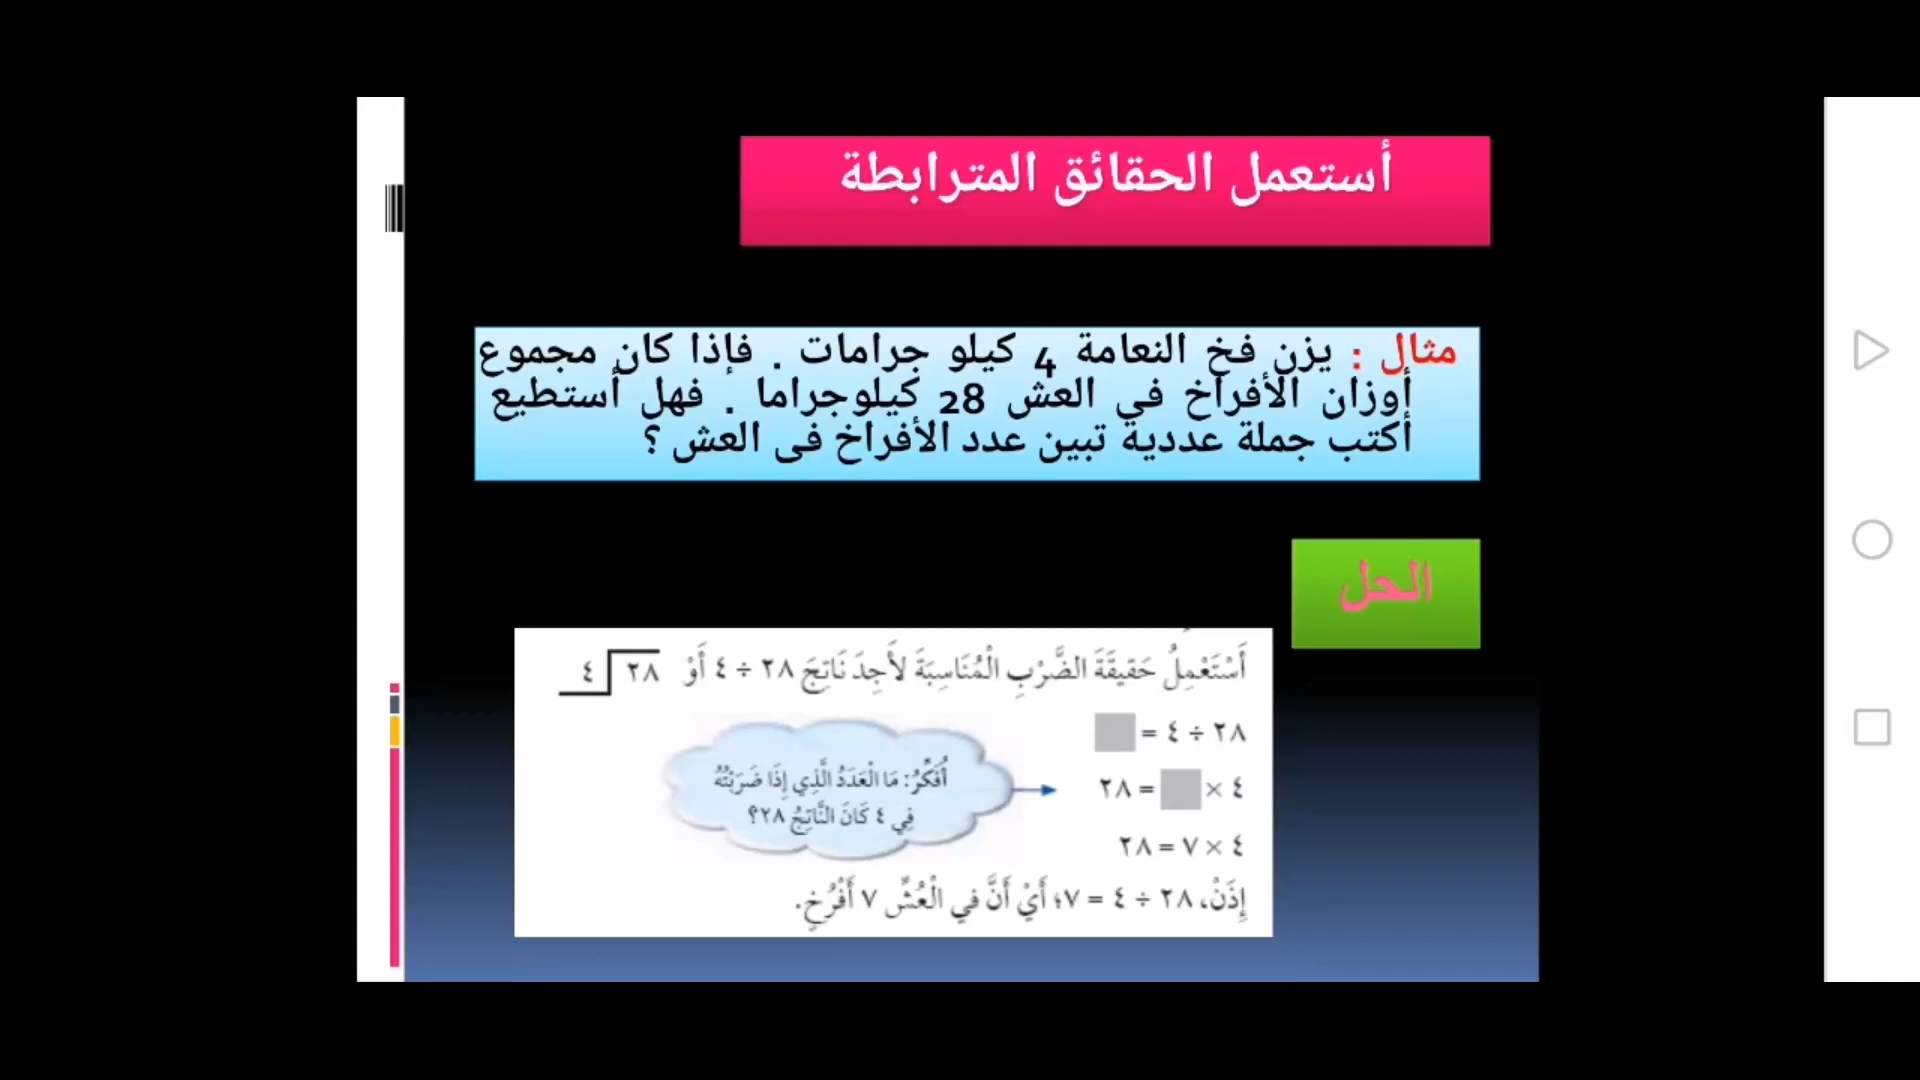 أستعمل الحقائق المترابطة
مثال : يزن فخ النعامة 4 كيلو جرامات . فإذا كان مجموع
أوزان الأفراخ في العش 28 كيلوجراما . فهل أستطيع
أكتب جملة عددية تبين عدد الأفراخ فى العش ؟
الحل
أَسْتَعْمِلُ حَقيقَةَ الضَّرْبِ الْمُنَاسِبَةَ لأَجِدَ نَاتِجَ ٢٨ ÷ ٤ أَوْ ٢٨ ٤
٢٨ ÷ ٤ =
٤ × = ٢٨
أُفَكِّرُ: مَا الْعَدَدُ الَّذِي إِذَا ضَرَبْتُهُ
فِي ٤ كَانَ النَّاتِجُ ٢٨؟
٤ × ٧ = ٢٨
إِذَنْ، ٢٨ ÷ ٤ = ٧؛ أَيْ أَنَّ في الْعُشِّ ٧ أَفْرُخٍ.